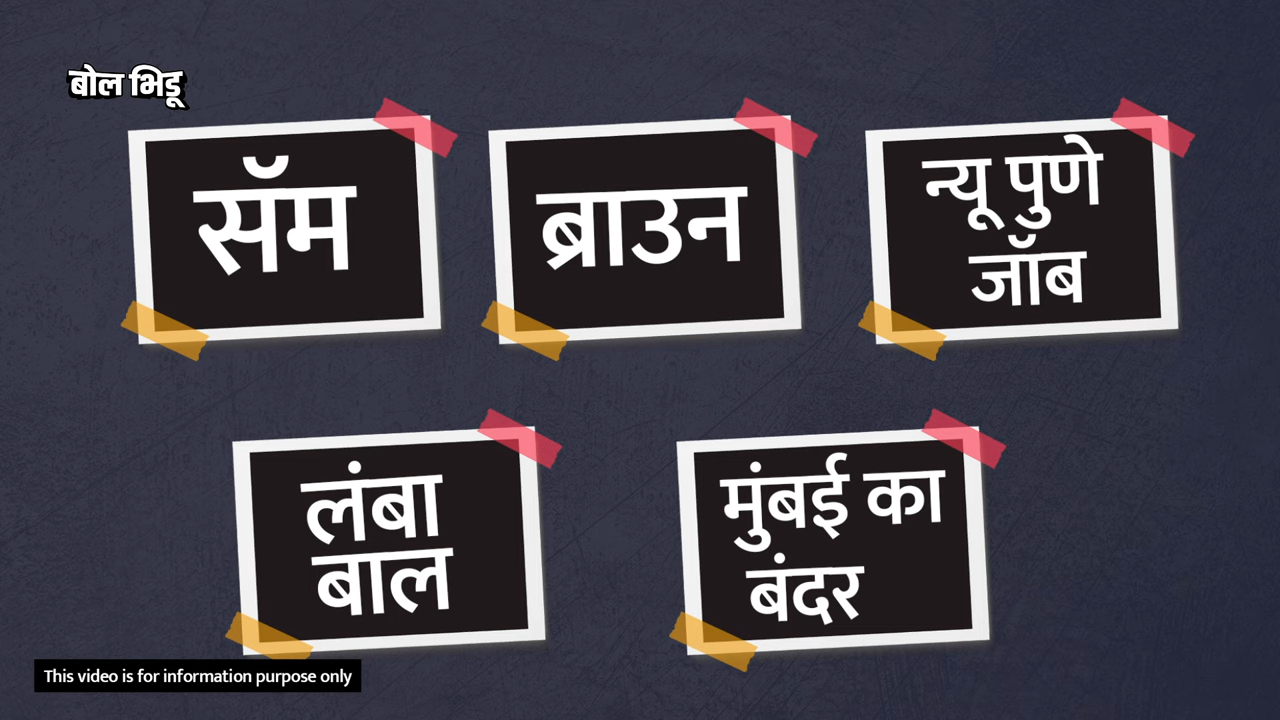 बोल भिडू
सॅम
ब्राउन
न्यू पुणे
जॉब
लंबा
बाल
मुंबई का
बंदर
This video is for information purpose only